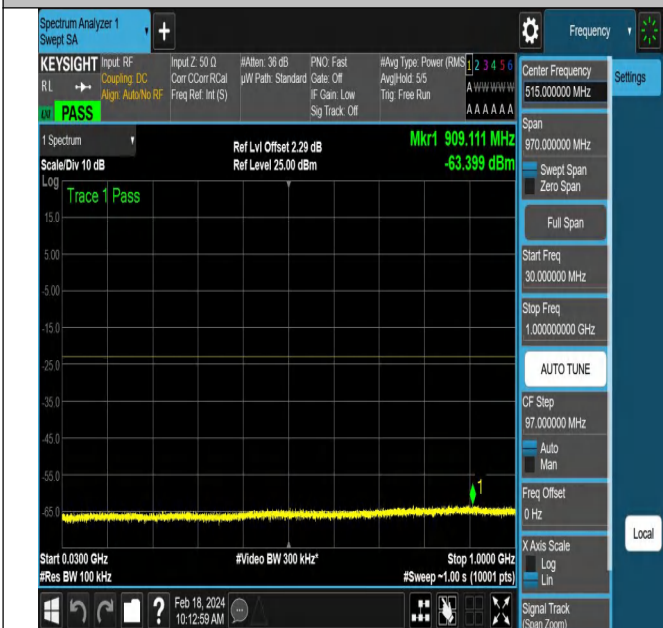 Spectrum Analyzer 1
Swept SA
+
Frequency
KEYSIGHT
RL
LNI
PASS
Input: RF
Coupling: DC
Align: Auto/No RF
Input Z: 50 Ω
Corr CCorr RCal
Freq Ref: Int (S)
#Atten: 36 dB
µW Path: Standard
PNO: Fast
Gate: Off
IF Gain: Low
Sig Track: Off
#Avg Type: Power (RMS
Avg|Hold: 5/5
Trig: Free Run
1 2 3 4 5 6
A W W W W W
A A A A A A
1 Spectrum
Scale/Div 10 dB
Ref Lvl Offset 2.29 dB
Ref Level 25.00 dBm
Mkr1 909.111 MHz
-63.399 dBm
Log
Trace 1 Pass
15.0
5.00
-5.00
-15.0
-25.0
-35.0
-45.0
-55.0
-65.0
1
Start 0.0300 GHz
#Res BW 100 kHz
#Video BW 300 kHz*
Stop 1.0000 GHz
#Sweep ~1.00 s (10001 pts)
Feb 18, 2024
10:12:59 AM
?
Center Frequency
515.000000 MHz
Settings
Span
970.000000 MHz
Swept Span
Zero Span
Full Span
Start Freq
30.000000 MHz
Stop Freq
1.000000000 GHz
AUTO TUNE
CF Step
97.000000 MHz
Auto
Man
Freq Offset
0 Hz
X Axis Scale
Log
Lin
Local
Signal Track
(Span Zoom)